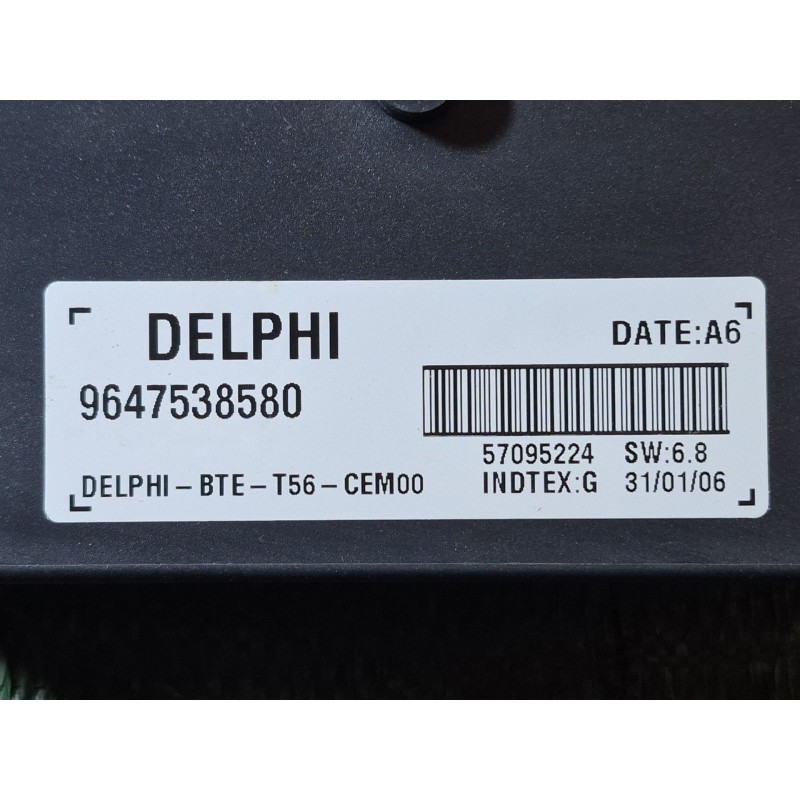 DELPHI
DATE:A6
9647538580
57095224 SW:6.8
DELPHI-BTE-T56-CEM00
INDTEX:G 31/01/06